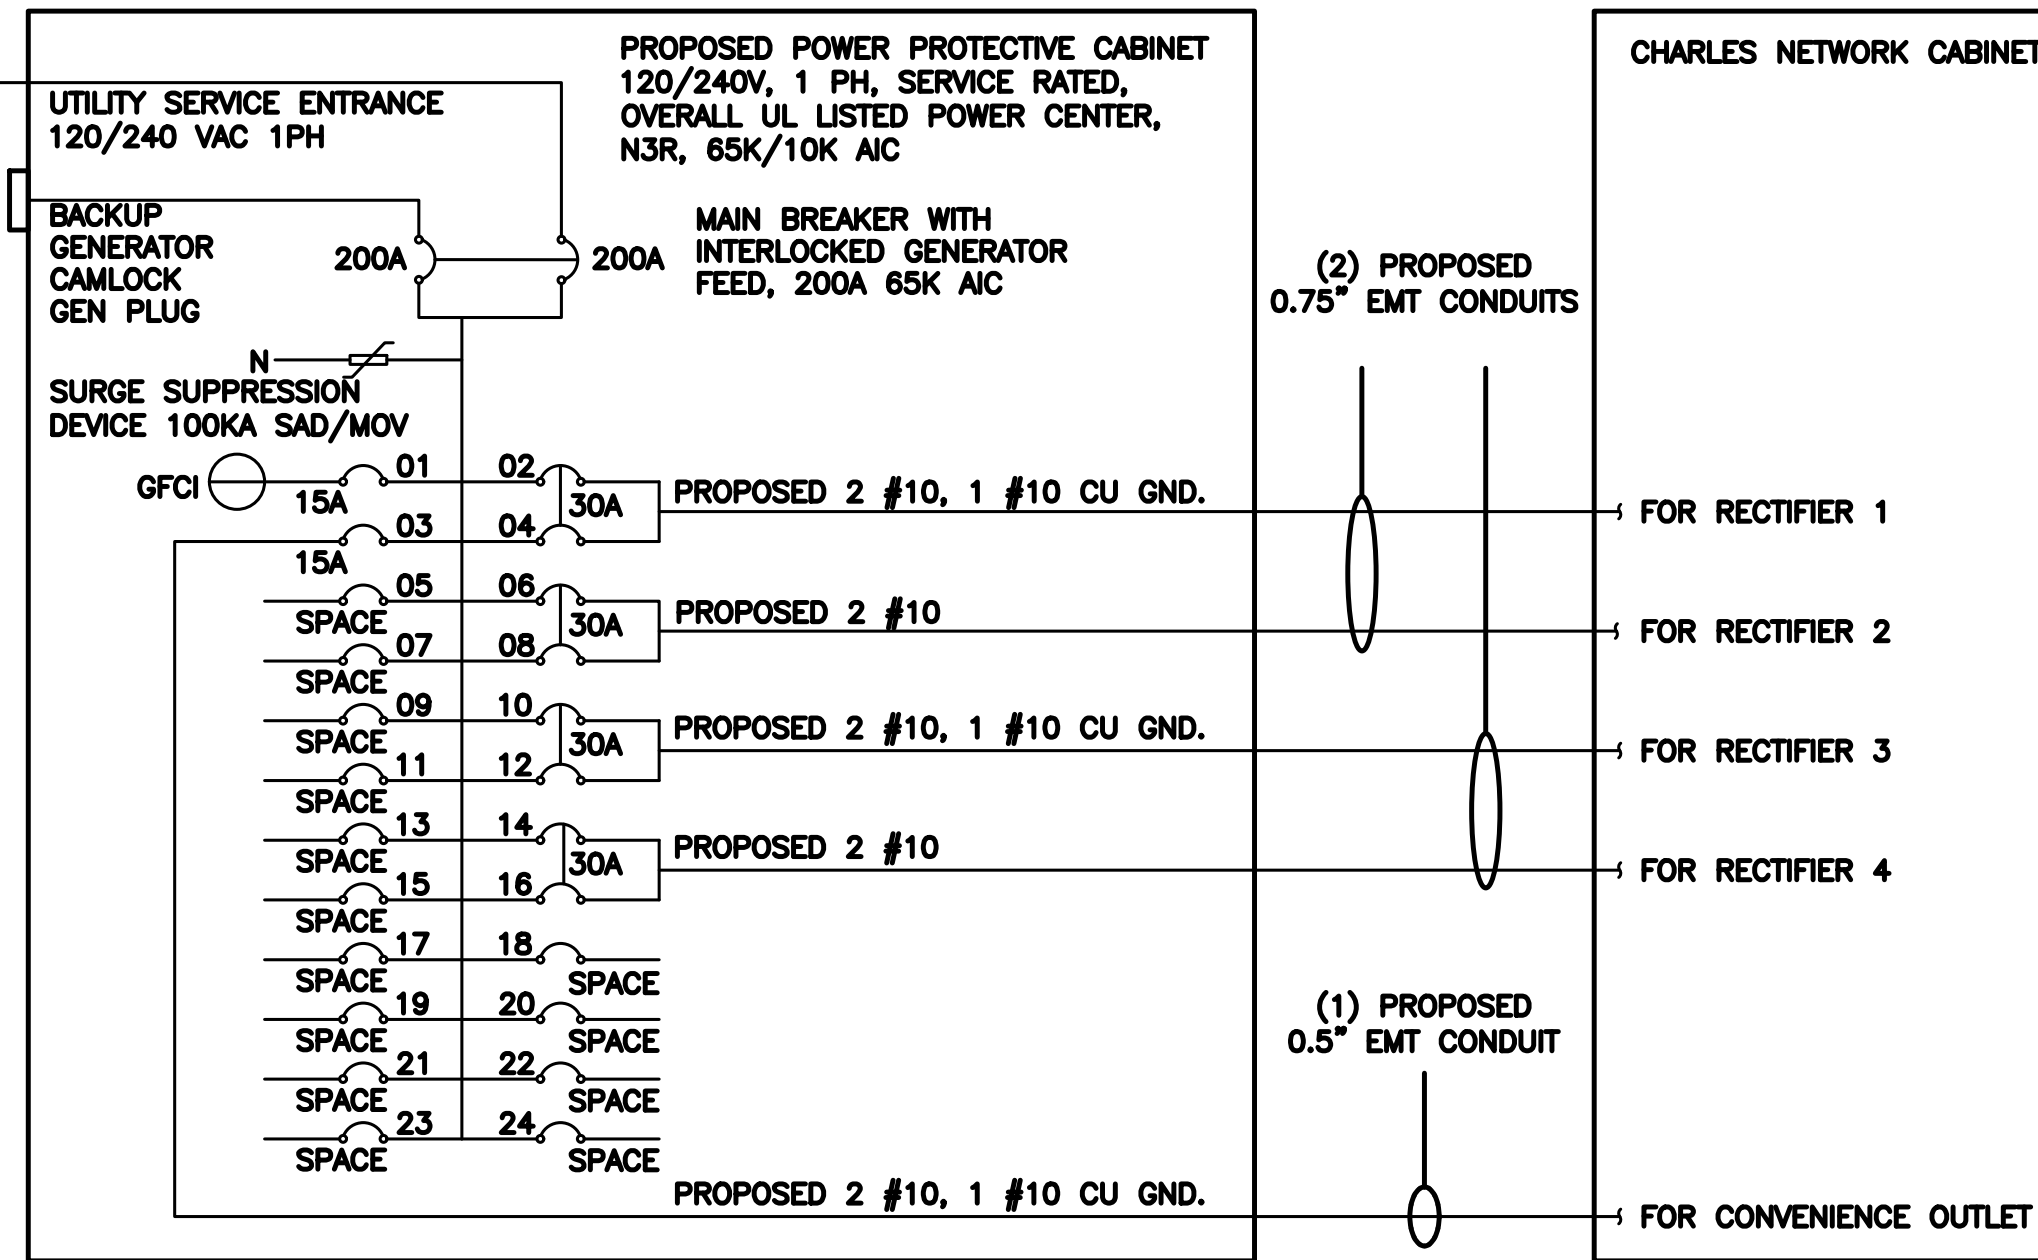 PROPOSED POWER PROTECTIVE CABINET
120/240V, 1 PH, SERVICE RATED,
OVERALL UL LISTED POWER CENTER,
N3R, 65K/10K AIC
CHARLES NETWORK CABINET
UTILITY SERVICE ENTRANCE
120/240 VAC 1PH
BACKUP
GENERATOR
CAMLOCK
GEN PLUG
200A
200A
MAIN BREAKER WITH
INTERLOCKED GENERATOR
FEED, 200A 65K AIC
(2) PROPOSED
0.75" EMT CONDUITS
N
SURGE SUPPRESSION
DEVICE 100KA SAD/MOV
GFCI
15A
01
02
30A
PROPOSED 2 #10, 1 #10 CU GND.
FOR RECTIFIER 1
03
04
15A
05
06
SPACE
30A
PROPOSED 2 #10
FOR RECTIFIER 2
07
08
SPACE
09
10
SPACE
30A
PROPOSED 2 #10, 1 #10 CU GND.
FOR RECTIFIER 3
11
12
SPACE
13
14
SPACE
30A
PROPOSED 2 #10
FOR RECTIFIER 4
15
16
SPACE
17
18
SPACE
SPACE
19
20
SPACE
SPACE
21
22
SPACE
SPACE
23
24
SPACE
SPACE
(1) PROPOSED
0.5" EMT CONDUIT
PROPOSED 2 #10, 1 #10 CU GND.
FOR CONVENIENCE OUTLET